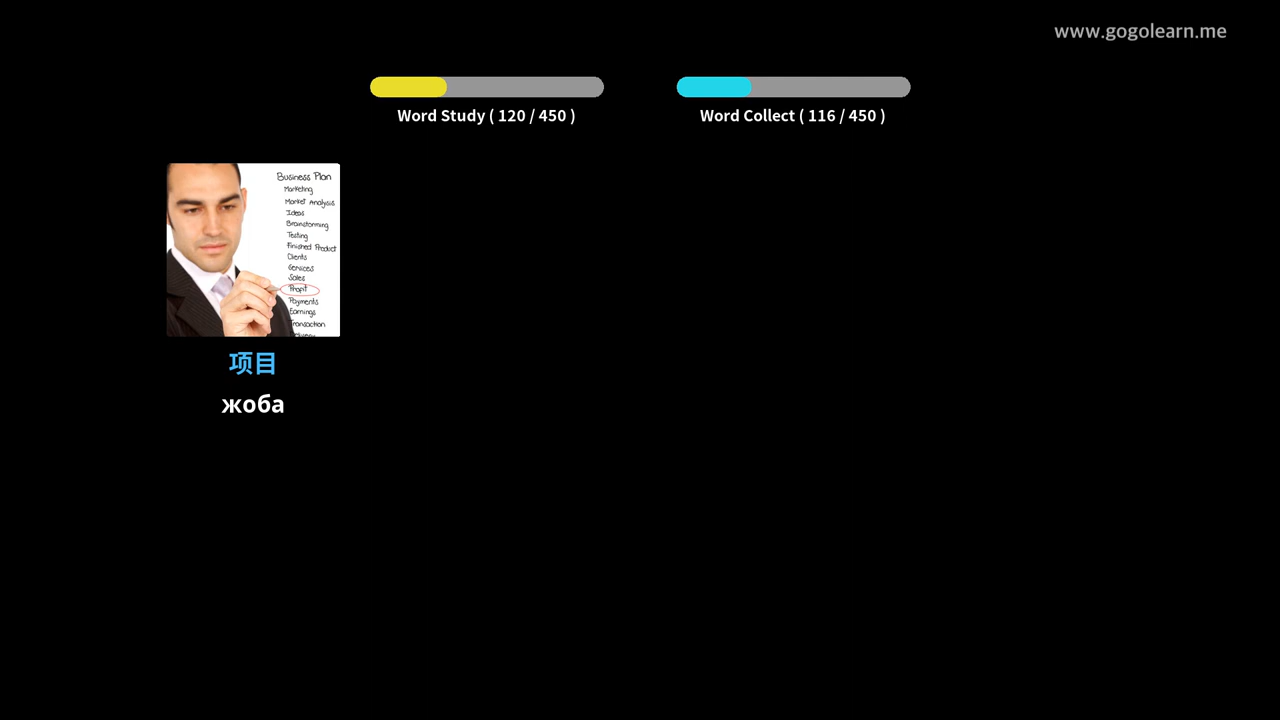 www.gogolearn.me
Word Study ( 120 / 450 )
Word Collect ( 116 / 450 )
Business Plan
Marketing
Market Analysis
Ideas
Brainstorming
Testing
Finished Product
Clients
Services
Sales
Profit
Payments
Earnings
Transaction
Delivery
项目
жоба